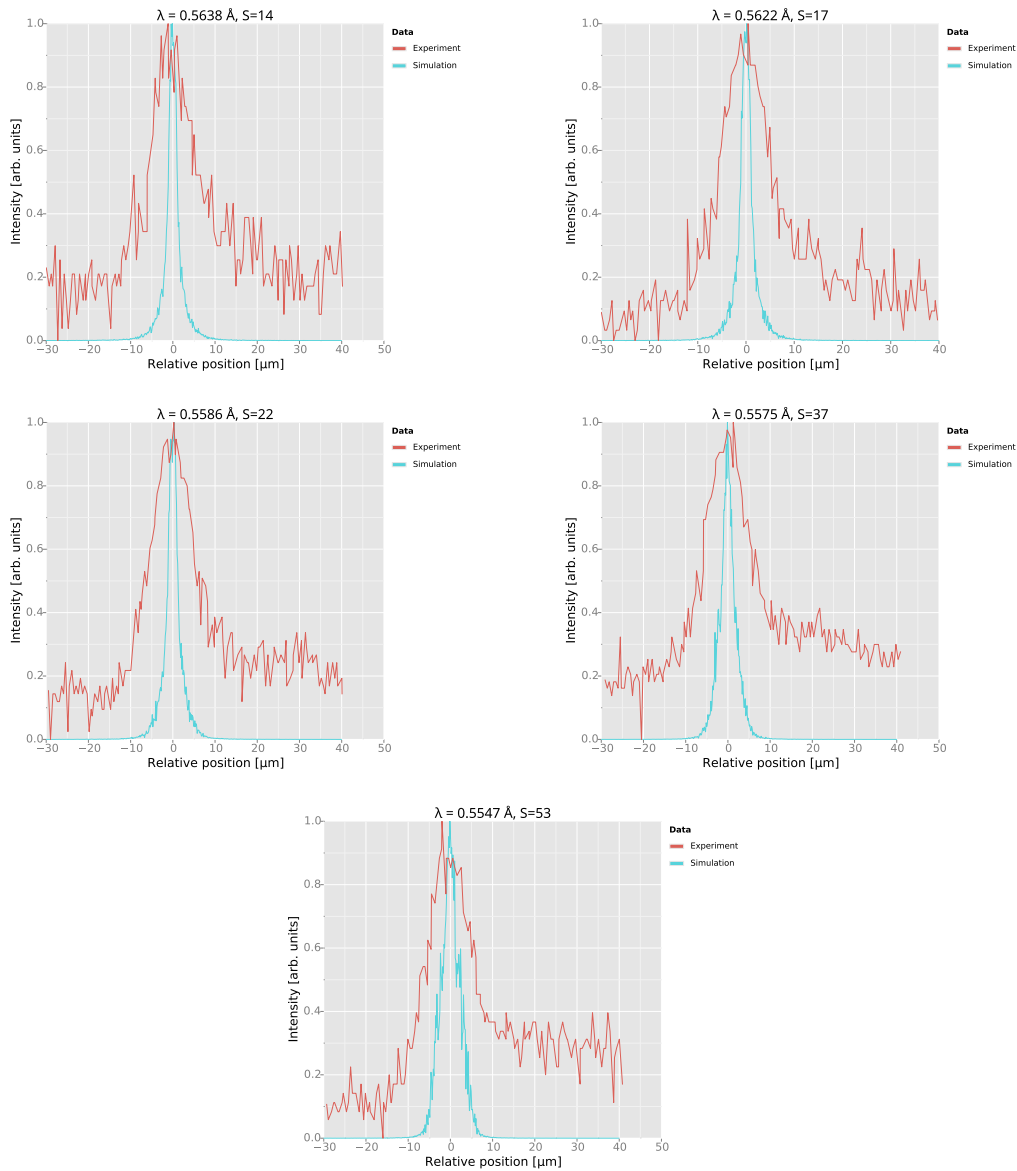 λ = 0.5638 Å, S=14
Data
Experiment
Simulation
Intensity [arb. units]
1.0
0.8
0.6
0.4
0.2
0.0
−30 −20 −10 0 10 20 30 40 50
Relative position [μm]
λ = 0.5622 Å, S=17
Data
Experiment
Simulation
Intensity [arb. units]
1.0
0.8
0.6
0.4
0.2
0.0
−30 −20 −10 0 10 20 30 40
Relative position [μm]
λ = 0.5586 Å, S=22
Data
Experiment
Simulation
Intensity [arb. units]
1.0
0.8
0.6
0.4
0.2
0.0
−30 −20 −10 0 10 20 30 40 50
Relative position [μm]
λ = 0.5575 Å, S=37
Data
Experiment
Simulation
Intensity [arb. units]
1.0
0.8
0.6
0.4
0.2
0.0
−30 −20 −10 0 10 20 30 40 50
Relative position [μm]
λ = 0.5547 Å, S=53
Data
Experiment
Simulation
Intensity [arb. units]
1.0
0.8
0.6
0.4
0.2
0.0
−30 −20 −10 0 10 20 30 40 50
Relative position [μm]